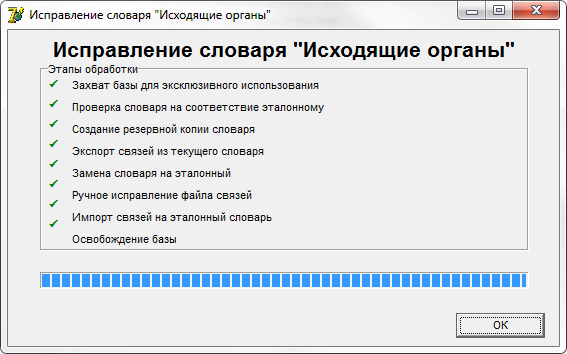 Исправление словаря "Исходящие органы"
Исправление словаря "Исходящие органы"
Этапы обработки
Захват базы для эксклюзивного использования
Проверка словаря на соответствие эталонному
Создание резервной копии словаря
Экспорт связей из текущего словаря
Замена словаря на эталонный
Ручное исправление файла связей
Импорт связей на эталонный словарь
Освобождение базы
ОК